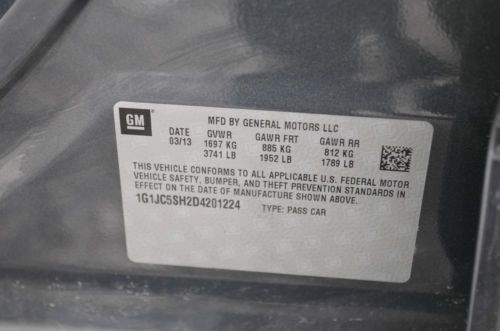 GM
MFD BY GENERAL MOTORS LLC
DATE GVWR GAWR FRT GAWR RR
03/13 1697 KG 885 KG 812 KG
3741 LB 1952 LB 1789 LB
THIS VEHICLE CONFORMS TO ALL APPLICABLE U.S. FEDERAL MOTOR
VEHICLE SAFETY, BUMPER, AND THEFT PREVENTION STANDARDS IN
EFFECT ON THE DATE OF MANUFACTURE SHOWN ABOVE.
1G1JC5SH2D4201224 TYPE: PASS CAR